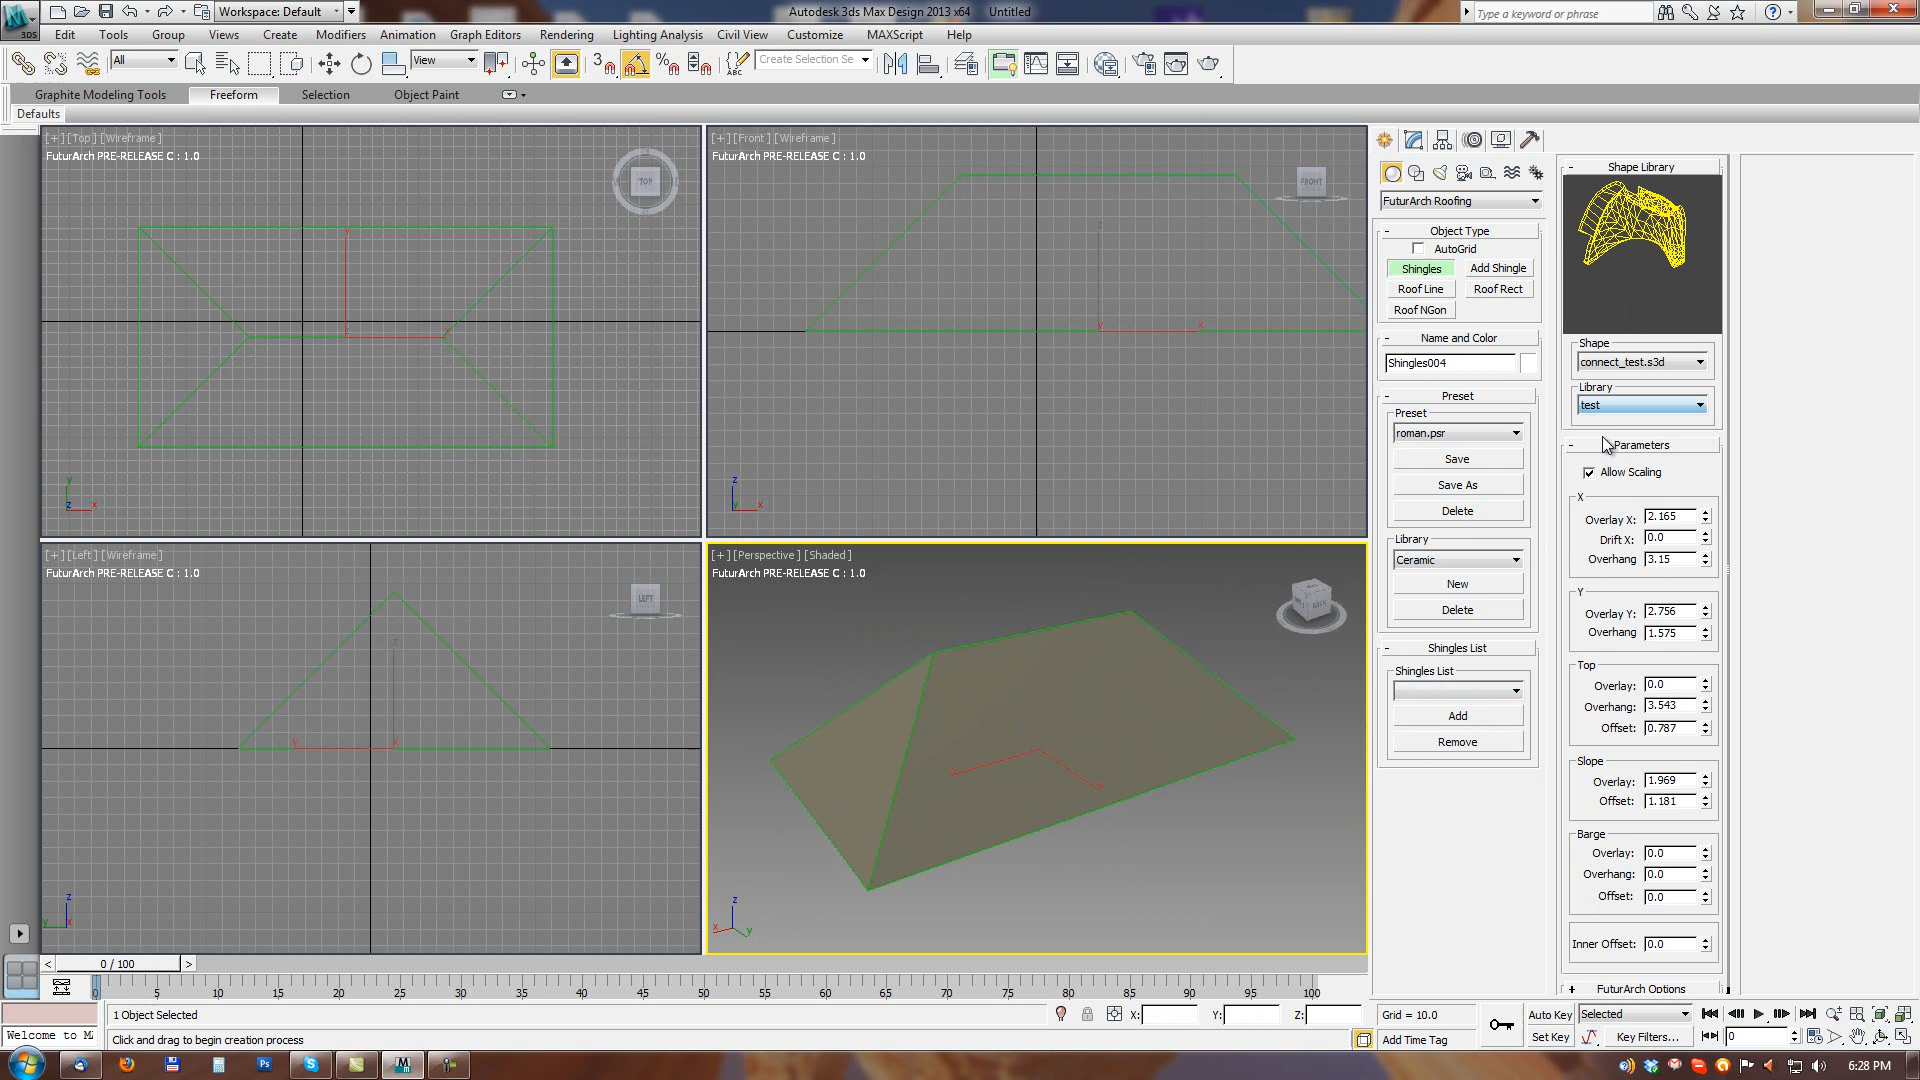 Workspace: Default
Autodesk 3ds Max Design 2013 x64 Untitled
Type a keyword or phrase
3DS
Edit Tools Group Views Create Modifiers Animation Graph Editors Rendering Lighting Analysis Civil View Customize MAXScript Help
All
View
3
Create Selection Se
Graphite Modeling Tools Freeform Selection Object Paint
Defaults
[+][Top][Wireframe]
FuturArch PRE-RELEASE C : 1.0
TOP
[+][Front][Wireframe]
FuturArch PRE-RELEASE C : 1.0
FRONT
[+][Left][Wireframe]
FuturArch PRE-RELEASE C : 1.0
LEFT
[+][Perspective][Shaded]
FuturArch PRE-RELEASE C : 1.0
BACK
FuturArch Roofing
- Object Type
AutoGrid
Shingles Add Shingle
Roof Line Roof Rect
Roof NGon
- Name and Color
Shingles004
- Preset
Preset
roman.psr
Save
Save As
Delete
Library
Ceramic
New
Delete
- Shingles List
Shingles List
Add
Remove
- Shape Library
Shape
connect_test.s3d
Library
test
- Parameters
Allow Scaling
X
Overlay X: 2.165
Drift X: 0.0
Overhang 3.15
Y
Overlay Y: 2.756
Overhang 1.575
Top
Overlay: 0.0
Overhang: 3.543
Offset: 0.787
Slope
Overlay: 1.969
Offset: 1.181
Barge
Overlay: 0.0
Overhang: 0.0
Offset: 0.0
Inner Offset: 0.0
+ FuturArch Options
< 0 / 100 >
0 5 10 15 20 25 30 35 40 45 50 55 60 65 70 75 80 85 90 95 100
1 Object Selected
X: Y: Z:
Grid = 10.0
Auto Key Selected
Welcome to M
Click and drag to begin creation process
Add Time Tag
Set Key Key Filters...
0
6:28 PM